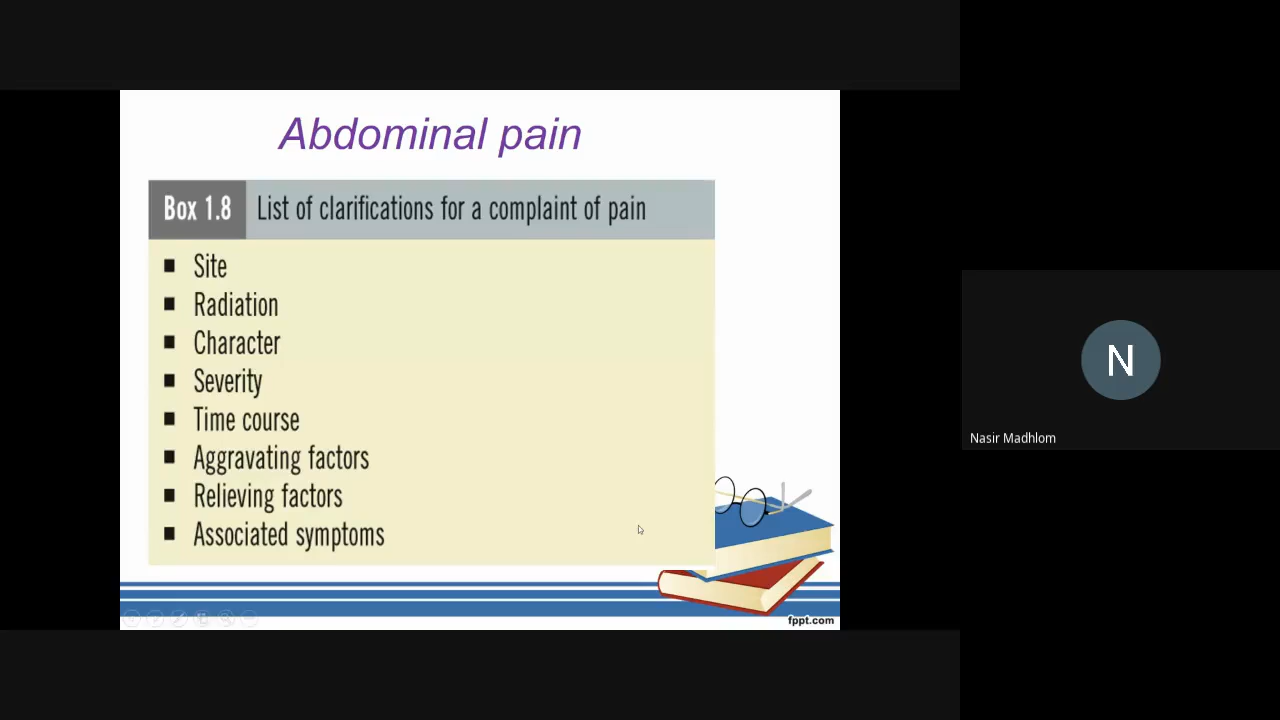 Abdominal pain
Box 1.8 List of clarifications for a complaint of pain
■ Site
■ Radiation
■ Character
■ Severity
■ Time course
■ Aggravating factors
■ Relieving factors
■ Associated symptoms
fppt.com
N
Nasir Madhlom